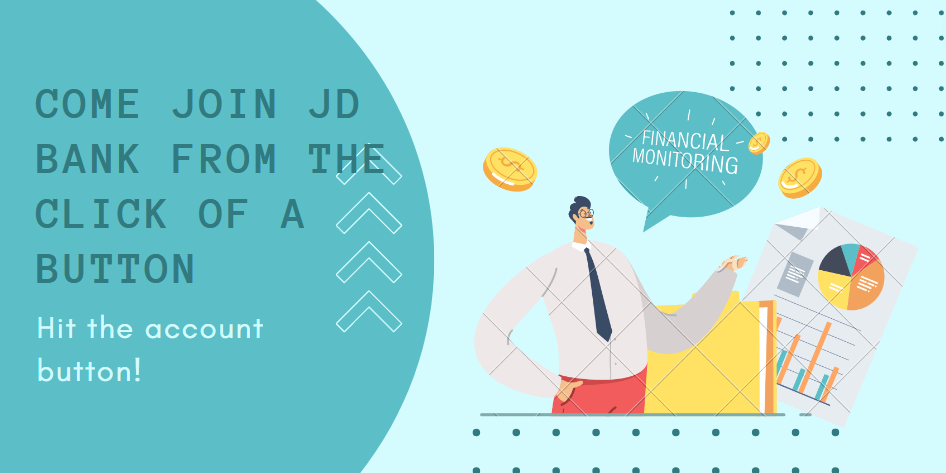 COME JOIN JD
BANK FROM THE
CLICK OF A
BUTTON
Hit the account
button!
FINANCIAL
MONITORING